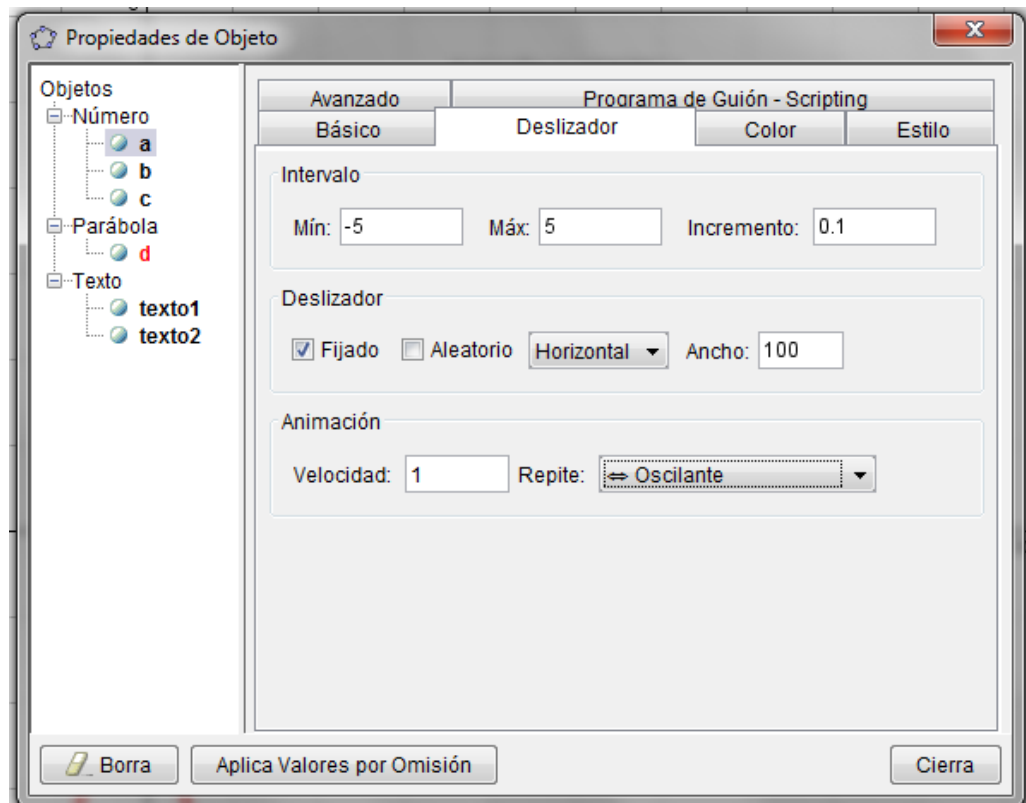 Propiedades de Objeto
X
Objetos
Número
a
b
c
Parábola
d
Texto
texto1
texto2
Avanzado Programa de Guión - Scripting
Básico Deslizador Color Estilo
Intervalo
Mín: -5 Máx: 5 Incremento: 0.1
Deslizador
Fijado Aleatorio Horizontal Ancho: 100
Animación
Velocidad: 1 Repite: ⇔ Oscilante
Borra Aplica Valores por Omisión Cierra